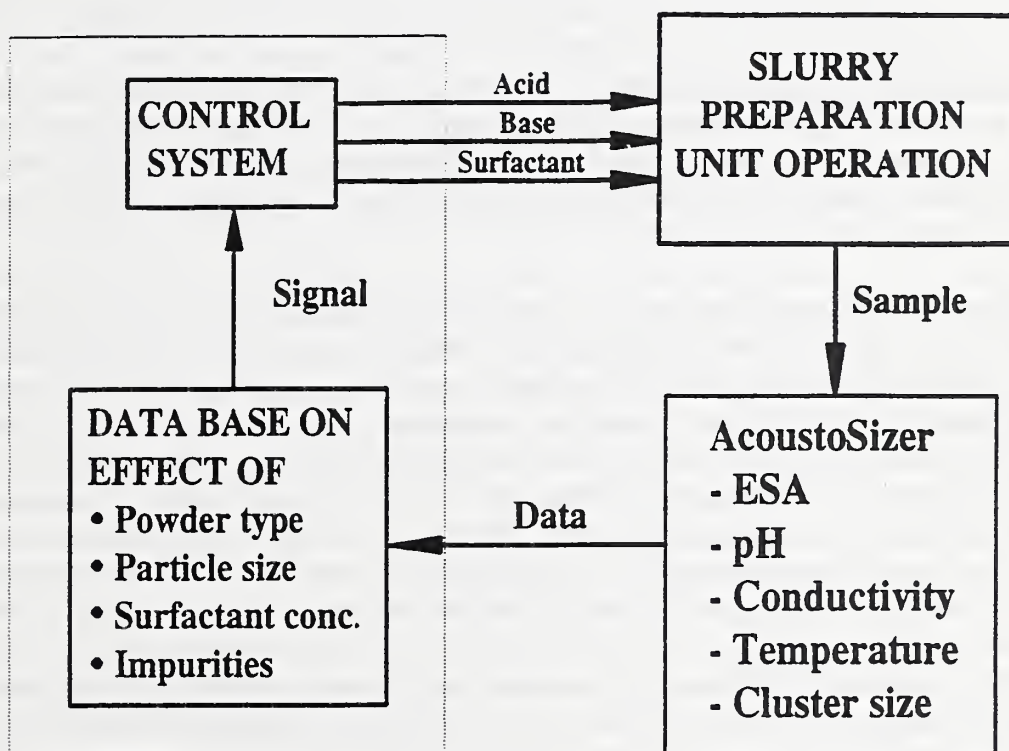 CONTROL
SYSTEM
Acid
Base
Surfactant
SLURRY
PREPARATION
UNIT OPERATION
Signal
Sample
DATA BASE ON
EFFECT OF
• Powder type
• Particle size
• Surfactant conc.
• Impurities
Data
AcoustoSizer
- ESA
- pH
- Conductivity
- Temperature
- Cluster size